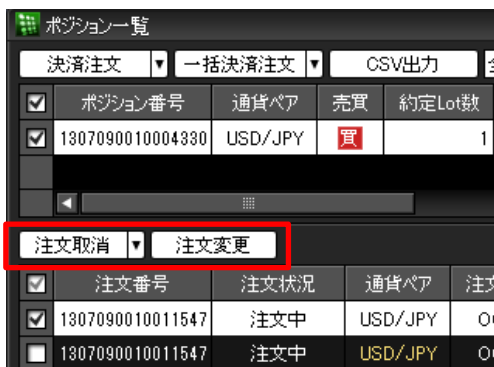 ポジション一覧
決済注文 ▼ 一括決済注文 ▼ CSV出力
ポジション番号 通貨ペア 売買 約定Lot数
1307090010004330 USD/JPY 買 1
注文取消 ▼ 注文変更
注文番号 注文状況 通貨ペア 注文
1307090010011547 注文中 USD/JPY
1307090010011547 注文中 USD/JPY